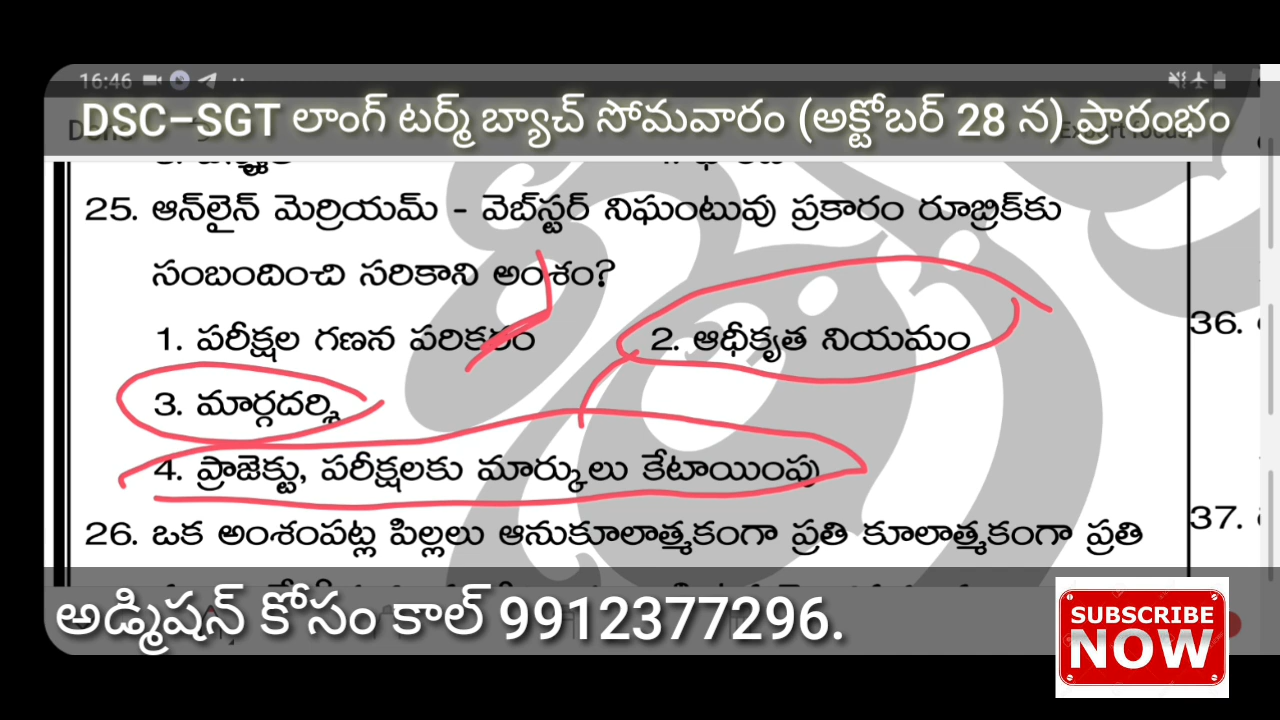 16:46
DSC-SGT లాంగ్ టర్మ్ బ్యాచ్ సోమవారం (అక్టోబర్ 28 న) ప్రారంభం
25. ఆన్‌లైన్ మెర్రియమ్ - వెబ్‌స్టర్ నిఘంటువు ప్రకారం రూబ్రిక్‌కు
సంబందించి సరికాని అంశం?
1. పరీక్షల గణన పరికరం 2. ఆధీకృత నియమం
36.
3. మార్గదర్శి
4. ప్రాజెక్టు, పరీక్షలకు మార్కులు కేటాయింపు
37.
26. ఒక అంశంపట్ల పిల్లలు ఆనుకూలాత్మకంగా ప్రతి కూలాత్మకంగా ప్రతి
అడ్మిషన్ కోసం కాల్ 9912377296.
SUBSCRIBE
NOW